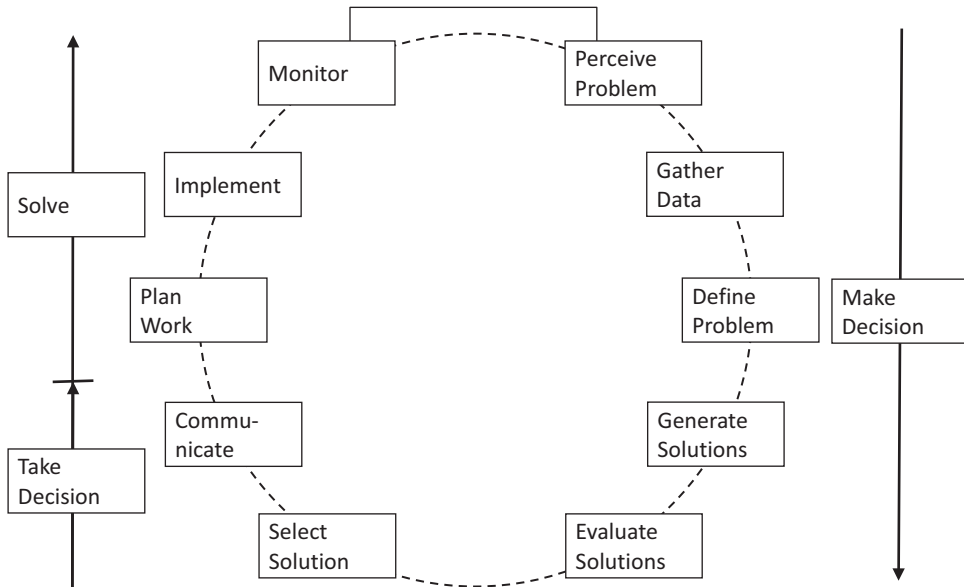 Monitor
Perceive
Problem
Implement
Gather
Data
Solve
Plan
Work
Define
Problem
Make
Decision
Commu-
nicate
Generate
Solutions
Take
Decision
Select
Solution
Evaluate
Solutions